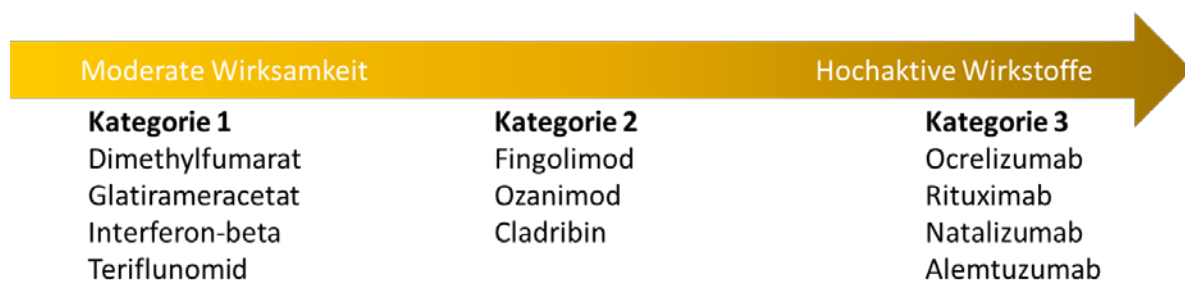 Moderate Wirksamkeit
Hochaktive Wirkstoffe
Kategorie 1
Dimethylfumarat
Glatirameracetat
Interferon-beta
Teriflunomid
Kategorie 2
Fingolimod
Ozanimod
Cladribin
Kategorie 3
Ocrelizumab
Rituximab
Natalizumab
Alemtuzumab